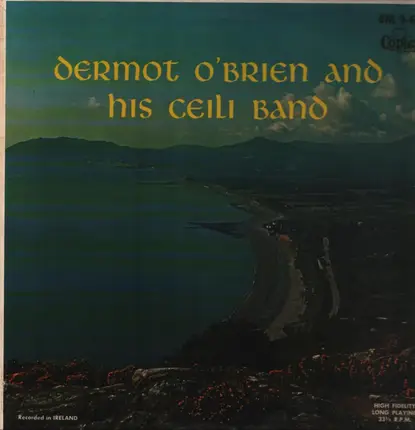 DERMOT O'BRIEN AND
HIS CEILI BAND
Recorded in IRELAND
HIGH FIDELITY
LONG PLAYING
33⅓ R.P.M.